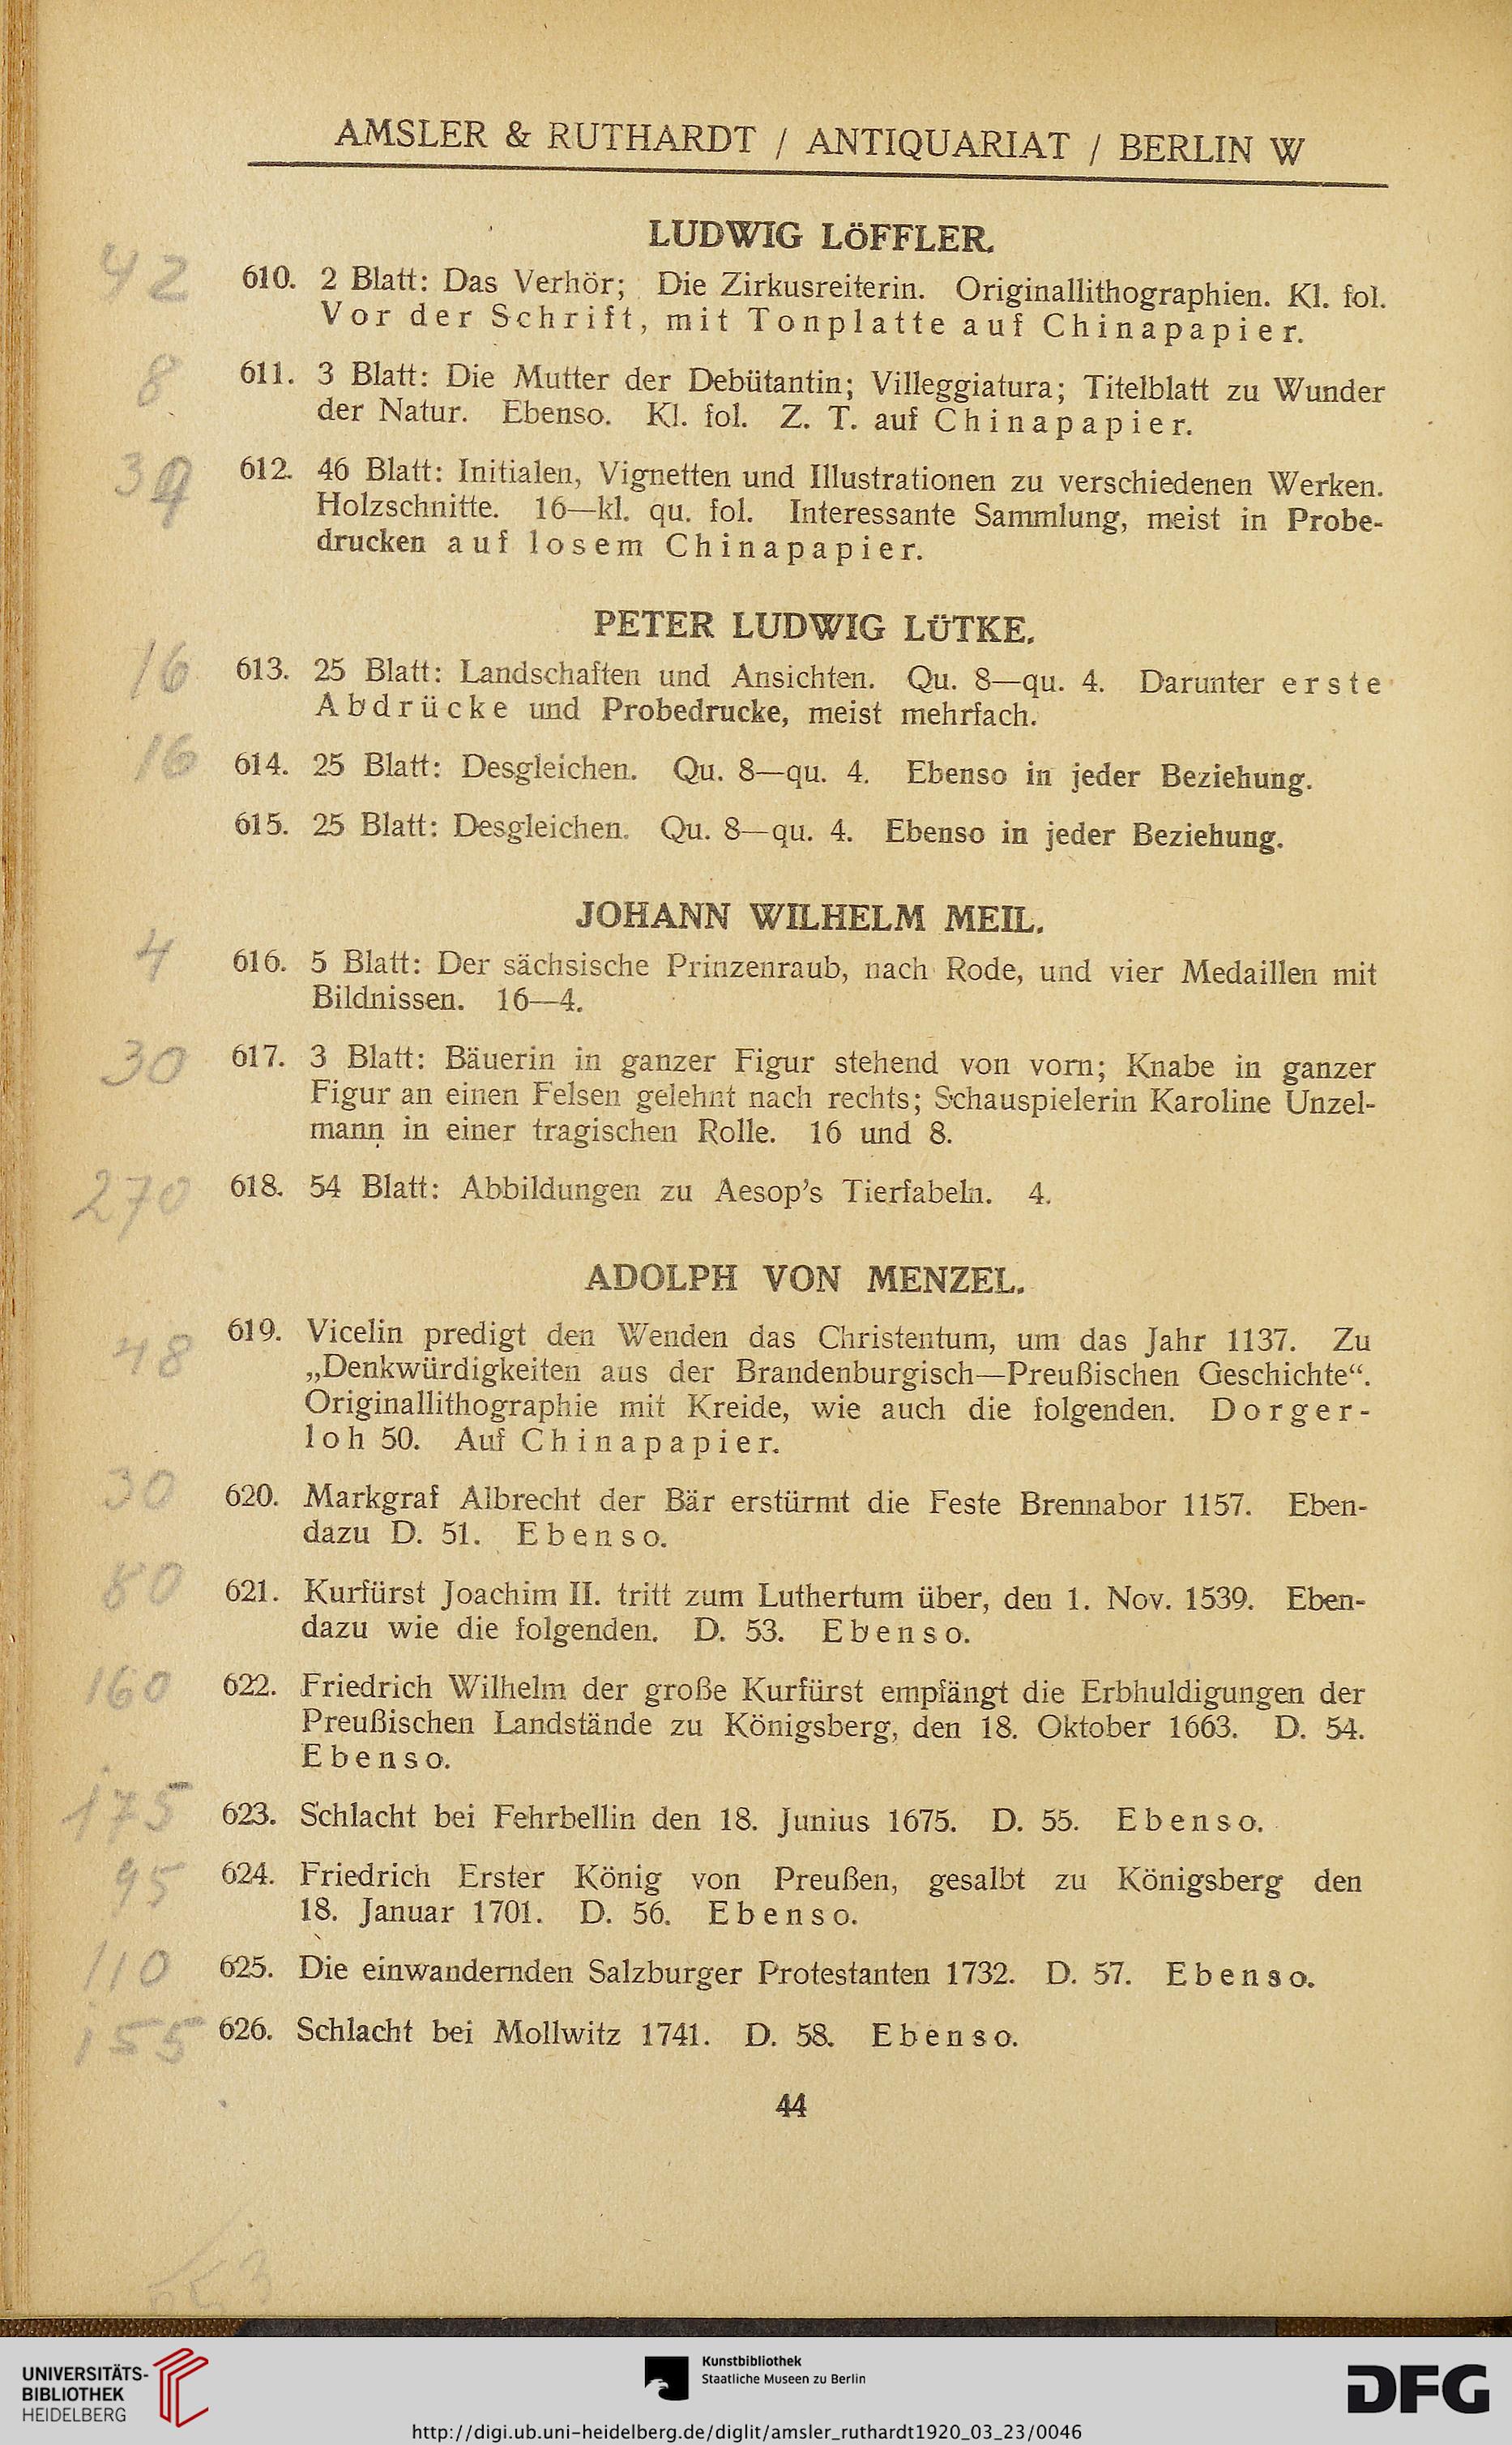 AMSLER & RUTHARDT / ANTIQUARIAT / BERLIN W
LUDWIG LÖFFLER.
42
610. 2 Blatt: Das Verhör; Die Zirkusreiterin. Originallithographien. Kl. fol.
Vor der Schrift, mit Tonplatte auf Chinapapier.
8
611. 3 Blatt: Die Mutter der Debütantin; Villeggiatura; Titelblatt zu Wunder
der Natur. Ebenso. Kl. fol. Z. T. auf Chinapapier.
612. 46 Blatt: Initialen, Vignetten und Illustrationen zu verschiedenen Werken.
Holzschnitte. 16—kl. qu. fol. Interessante Sammlung, meist in Probe-
drucken auf losem Chinapapier.
PETER LUDWIG LÜTKE.
16
613. 25 Blatt: Landschaften und Ansichten. Qu. 8—qu. 4. Darunter erste
Abdrücke und Probedrucke, meist mehrfach.
16
614. 25 Blatt: Desgleichen. Qu. 8—qu. 4. Ebenso in jeder Beziehung.
615. 25 Blatt: Desgleichen. Qu. 8—qu. 4. Ebenso in jeder Beziehung.
JOHANN WILHELM MEIL.
4
616. 5 Blatt: Der sächsische Prinzenraub, nach Rode, und vier Medaillen mit
Bildnissen. 16—4.
30
617. 3 Blatt: Bäuerin in ganzer Figur stehend von vorn; Knabe in ganzer
Figur an einen Felsen gelehnt nach rechts; Schauspielerin Karoline Unzel-
mann in einer tragischen Rolle. 16 und 8.
270
618. 54 Blatt: Abbildungen zu Aesop's Tierfabeln. 4.
ADOLPH VON MENZEL.
48
619. Vicelin predigt den Wenden das Christentum, um das Jahr 1137. Zu
„Denkwürdigkeiten aus der Brandenburgisch—Preußischen Geschichte“.
Originallithographie mit Kreide, wie auch die folgenden. Dorger-
loh 50. Auf Chinapapier.
30
620. Markgraf Albrecht der Bär erstürmt die Feste Brennabor 1157. Eben-
dazu D. 51. Ebenso.
80
621. Kurfürst Joachim II. tritt zum Luthertum über, den 1. Nov. 1539. Eben-
dazu wie die folgenden. D. 53. Ebenso.
160
622. Friedrich Wilhelm der große Kurfürst empfängt die Erbhuldigungen der
Preußischen Landstände zu Königsberg, den 18. Oktober 1663. D. 54.
Ebenso.
175
623. Schlacht bei Fehrbellin den 18. Junius 1675. D. 55. Ebenso.
95
624. Friedrich Erster König von Preußen, gesalbt zu Königsberg den
18. Januar 1701. D. 56. Ebenso.
110
625. Die einwandernden Salzburger Protestanten 1732. D. 57. Ebenso.
155
626. Schlacht bei Mollwitz 1741. D. 58. Ebenso.
44
UNIVERSITÄTS-
BIBLIOTHEK
HEIDELBERG
Kunstbibliothek
Staatliche Museen zu Berlin
DFG
http://digi.ub.uni-heidelberg.de/diglit/amsler_ruthardt1920_03_23/0046